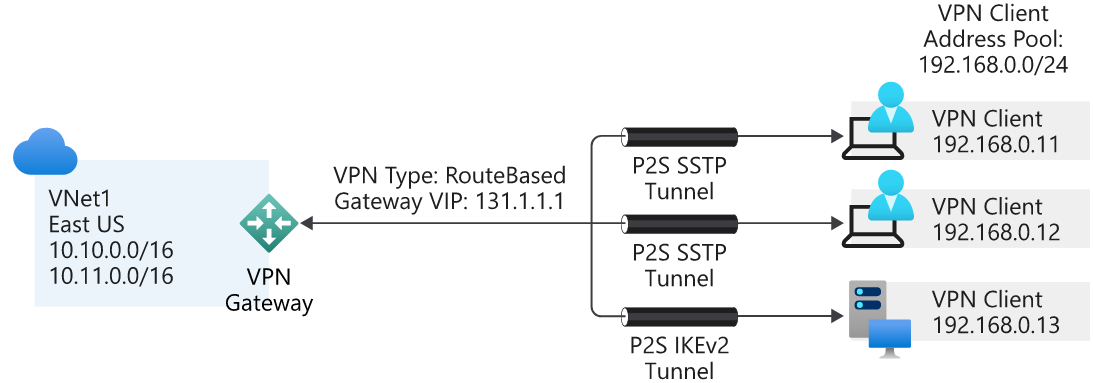 VPN Client
Address Pool:
192.168.0.0/24
VNet1
East US
10.10.0.0/16
10.11.0.0/16
VPN
Gateway
VPN Type: RouteBased
Gateway VIP: 131.1.1.1
P2S SSTP
Tunnel
VPN Client
192.168.0.11
P2S SSTP
Tunnel
VPN Client
192.168.0.12
P2S IKEv2
Tunnel
VPN Client
192.168.0.13